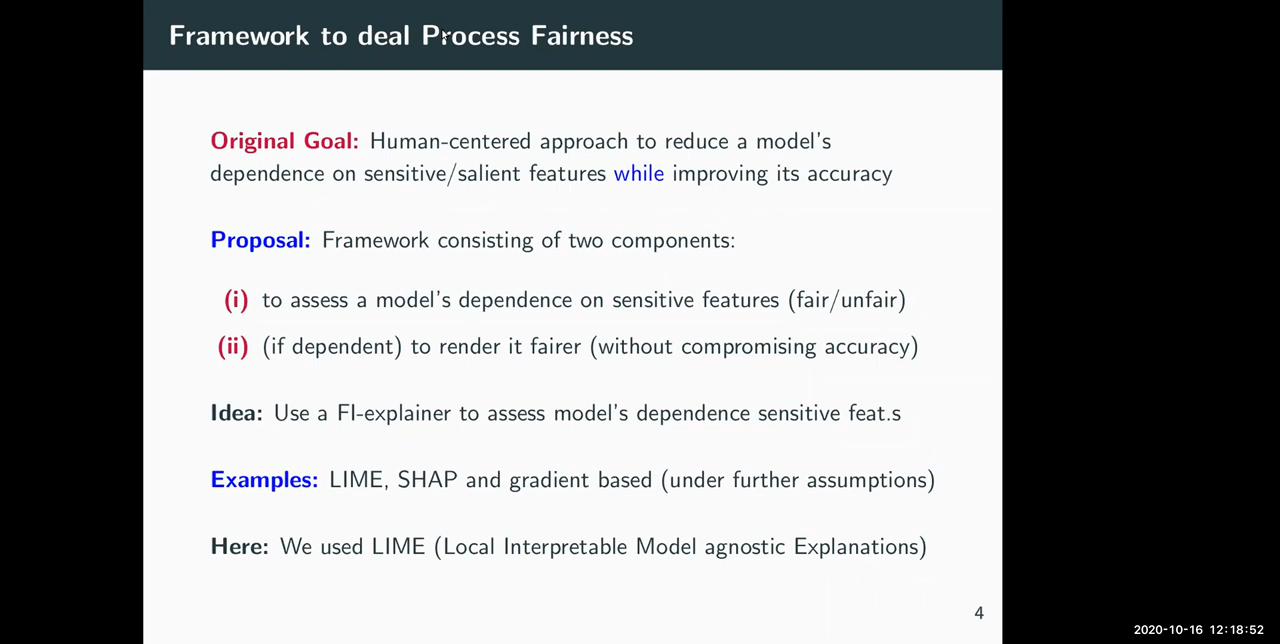 Framework to deal Process Fairness
Original Goal: Human-centered approach to reduce a model's
dependence on sensitive/salient features while improving its accuracy
Proposal: Framework consisting of two components:
(i) to assess a model's dependence on sensitive features (fair/unfair)
(ii) (if dependent) to render it fairer (without compromising accuracy)
Idea: Use a FI-explainer to assess model's dependence sensitive feat.s
Examples: LIME, SHAP and gradient based (under further assumptions)
Here: We used LIME (Local Interpretable Model agnostic Explanations)
4
2020-10-16 12:18:52